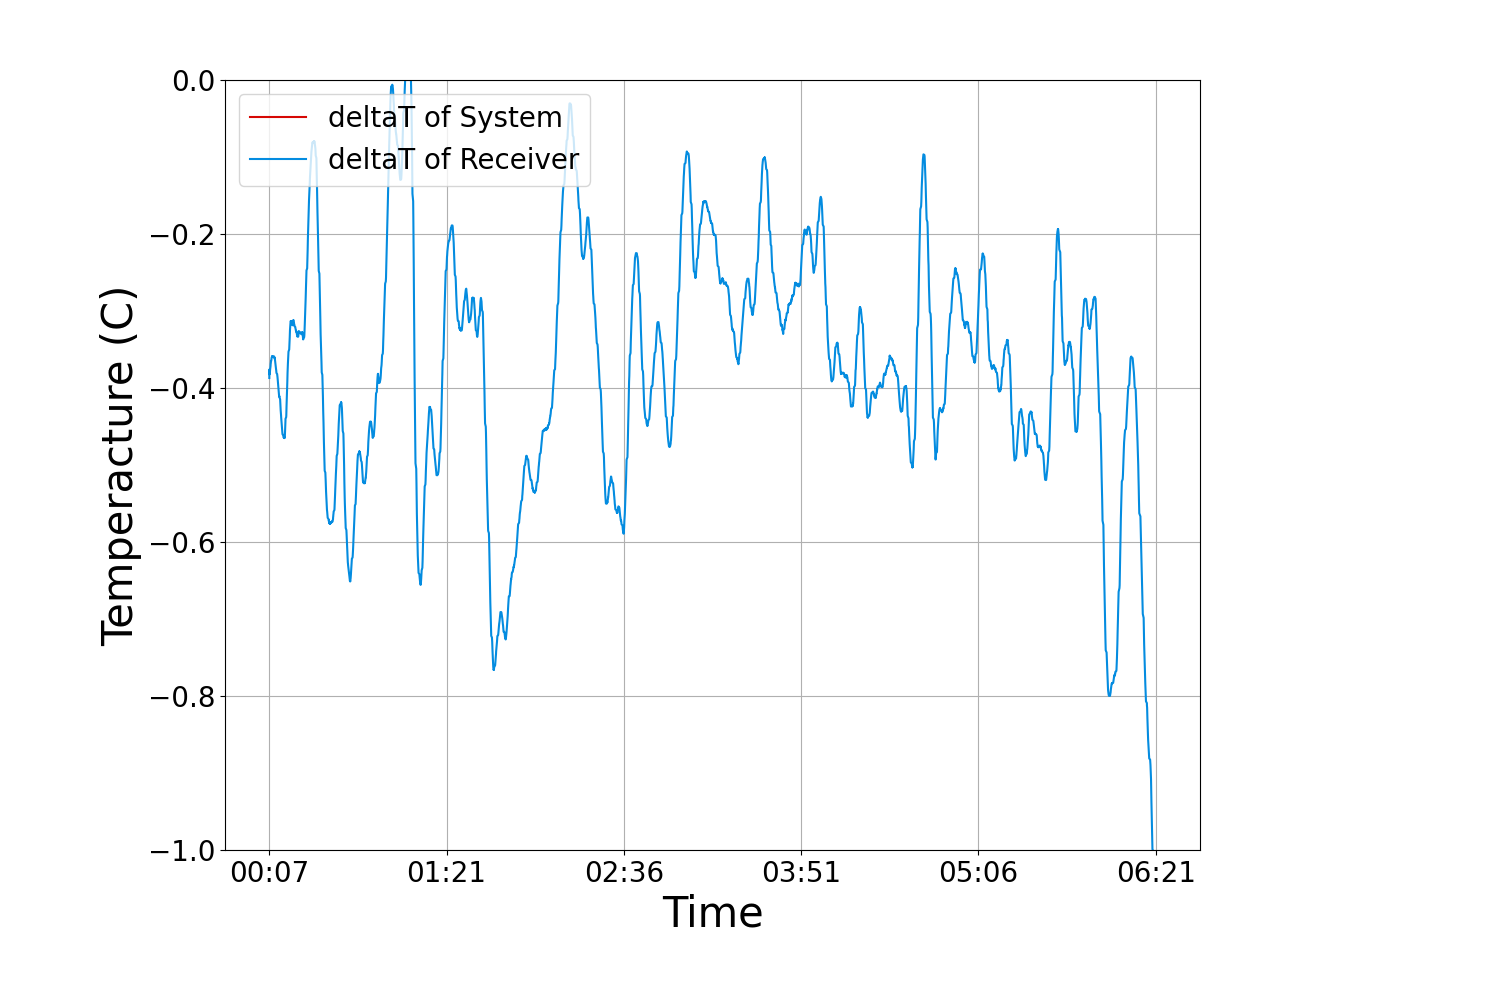 0.0
−0.2
−0.4
−0.6
−0.8
−1.0
deltaT of System
deltaT of Receiver
Temperacture (C)
00:07 01:21 02:36 03:51 05:06 06:21
Time